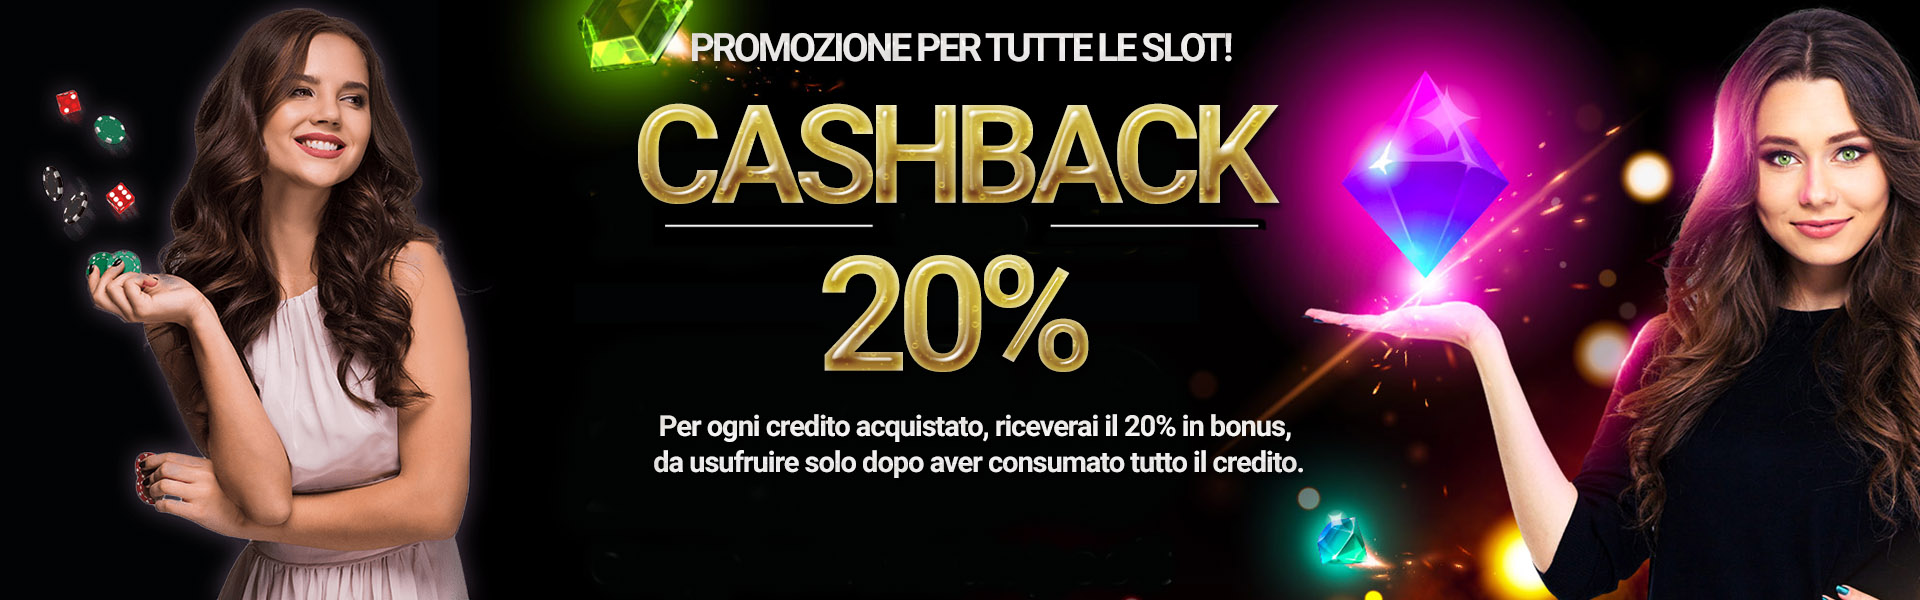 PROMOZIONE PER TUTTE LE SLOT!
CASHBACK
20%
Per ogni credito acquistato, riceverai il 20% in bonus,
da usufruire solo dopo aver consumato tutto il credito.